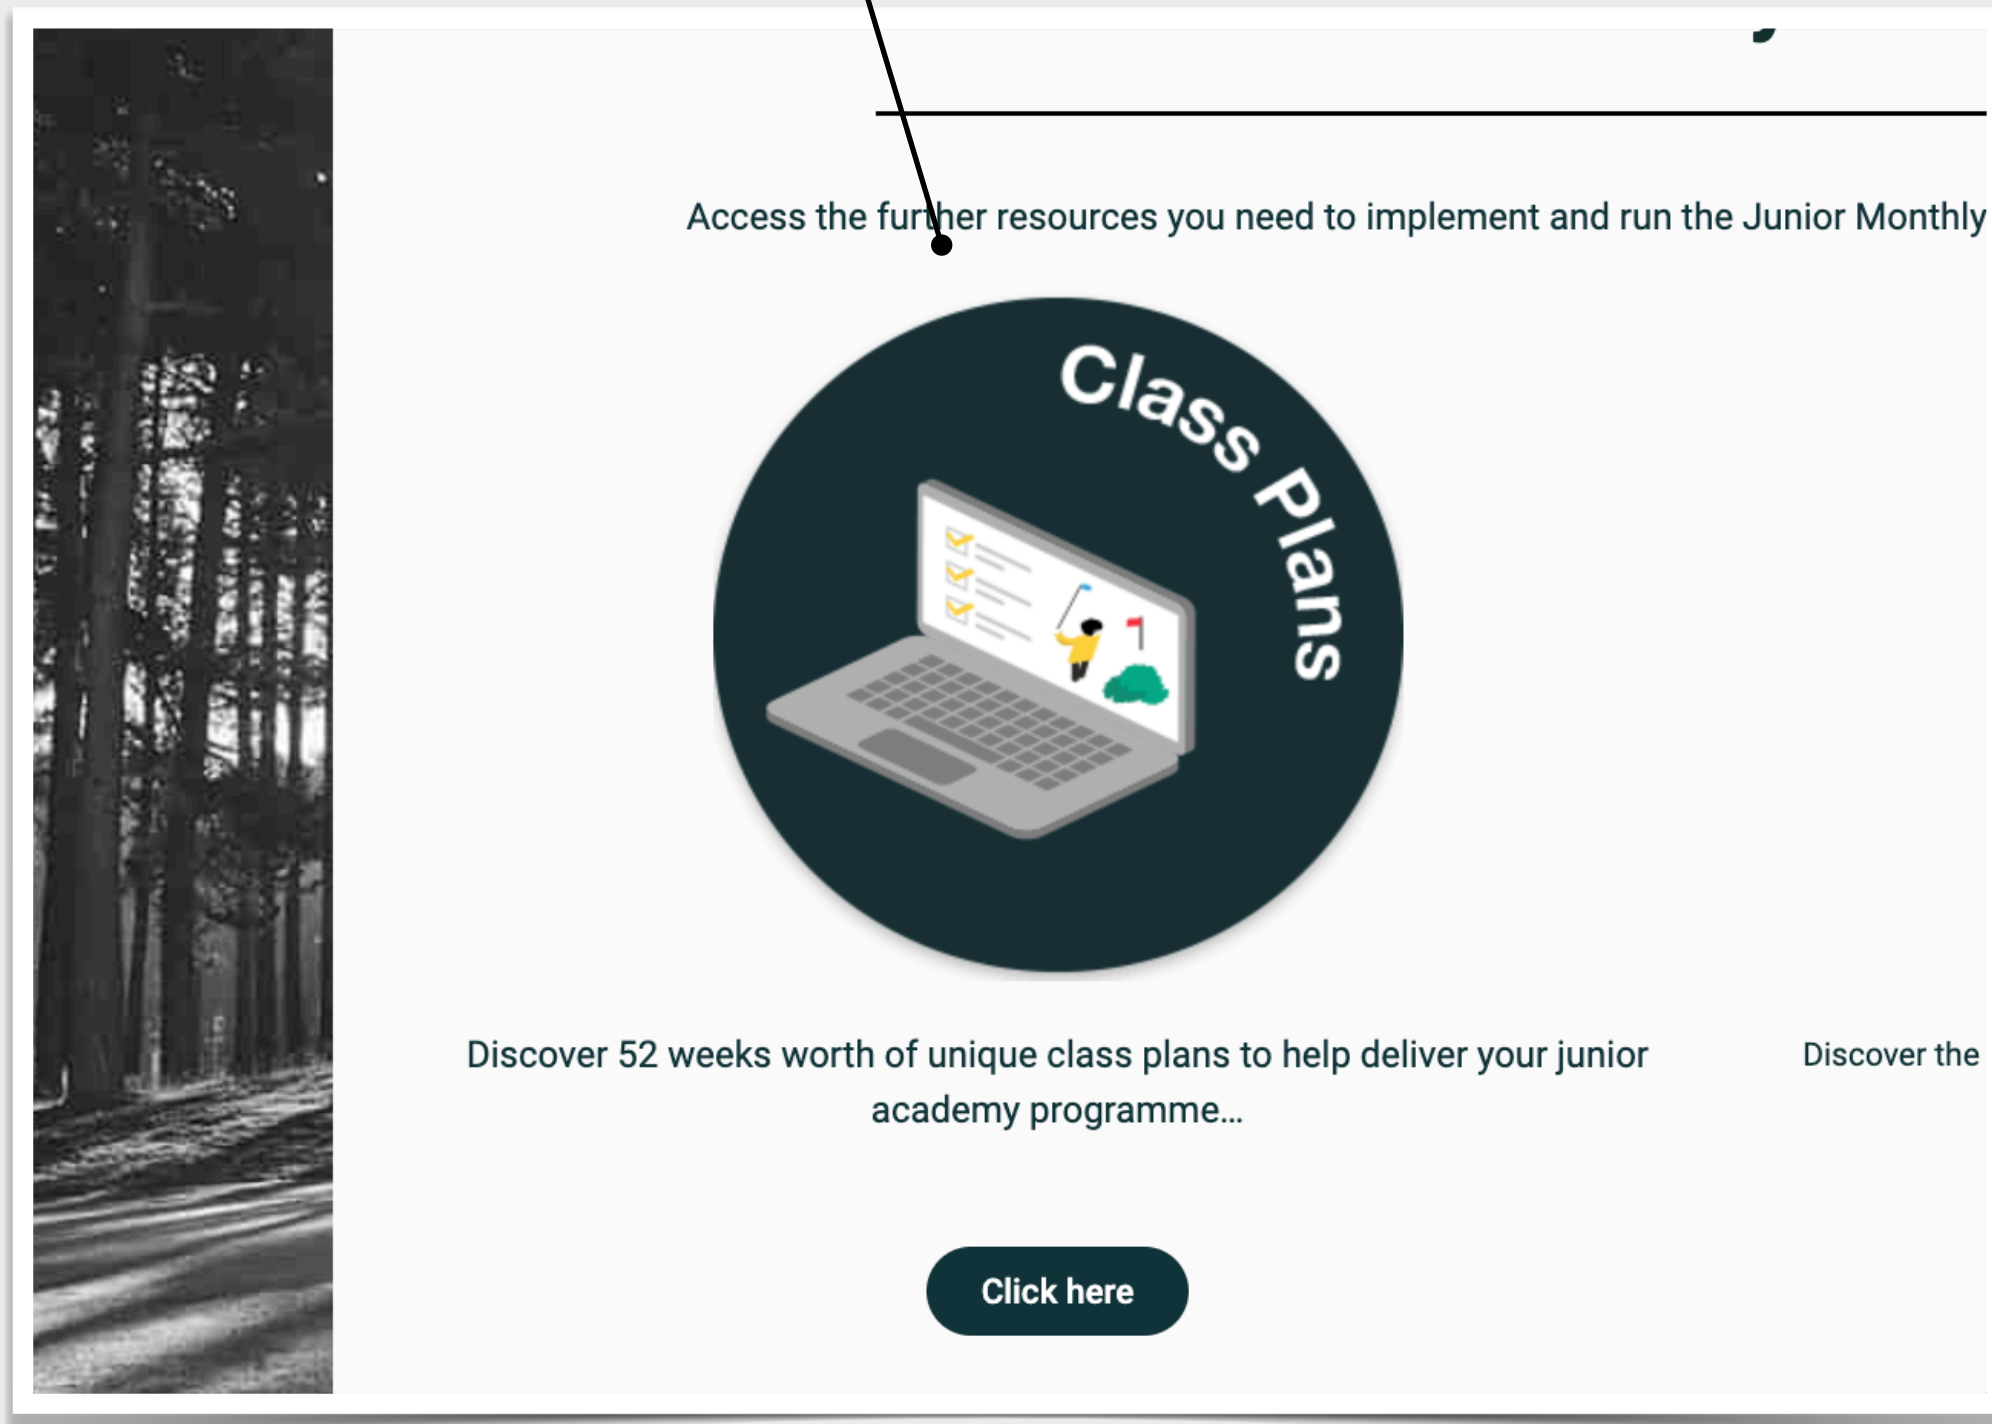 Access the further resources you need to implement and run the Junior Monthly
Class Plans
Discover 52 weeks worth of unique class plans to help deliver your junior
academy programme…
Discover the
Click here